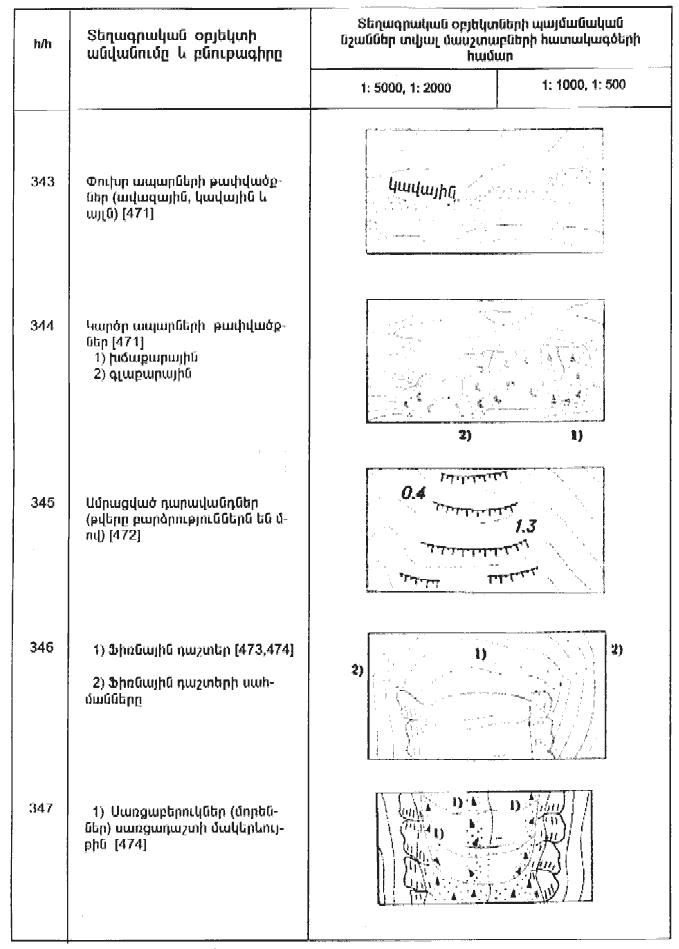 հ/հ
Տեղագրական օբյեկտի
անվանումը և բնութագիրը
Տեղագրական օբյեկտների պայմանական
նշաններ տվյալ մասշտաբների հատակագծերի
համար
1: 5000, 1: 2000
1: 1000, 1: 500
343
Փուխր ապարների թափվածք-
ներ (ավազային, կավային և
այլն) [471]
կավային
344
Կարծր ապարների թափվածք-
ներ [471]
1) խճաքարային
2) գլաքարային
2)
1)
345
Ամրացված դարավանդներ
(թվերը բարձրություններն են մ-
ով) [472]
0.4
1.3
346
1) Ֆիռնային դաշտեր [473,474]
2) Ֆիռնային դաշտերի սահ-
մանները
2)
1)
2)
347
1) Սառցաբերուկներ (մորեն-
ներ) սառցադաշտի մակերևույ-
թին [474]
1)
1)
1)